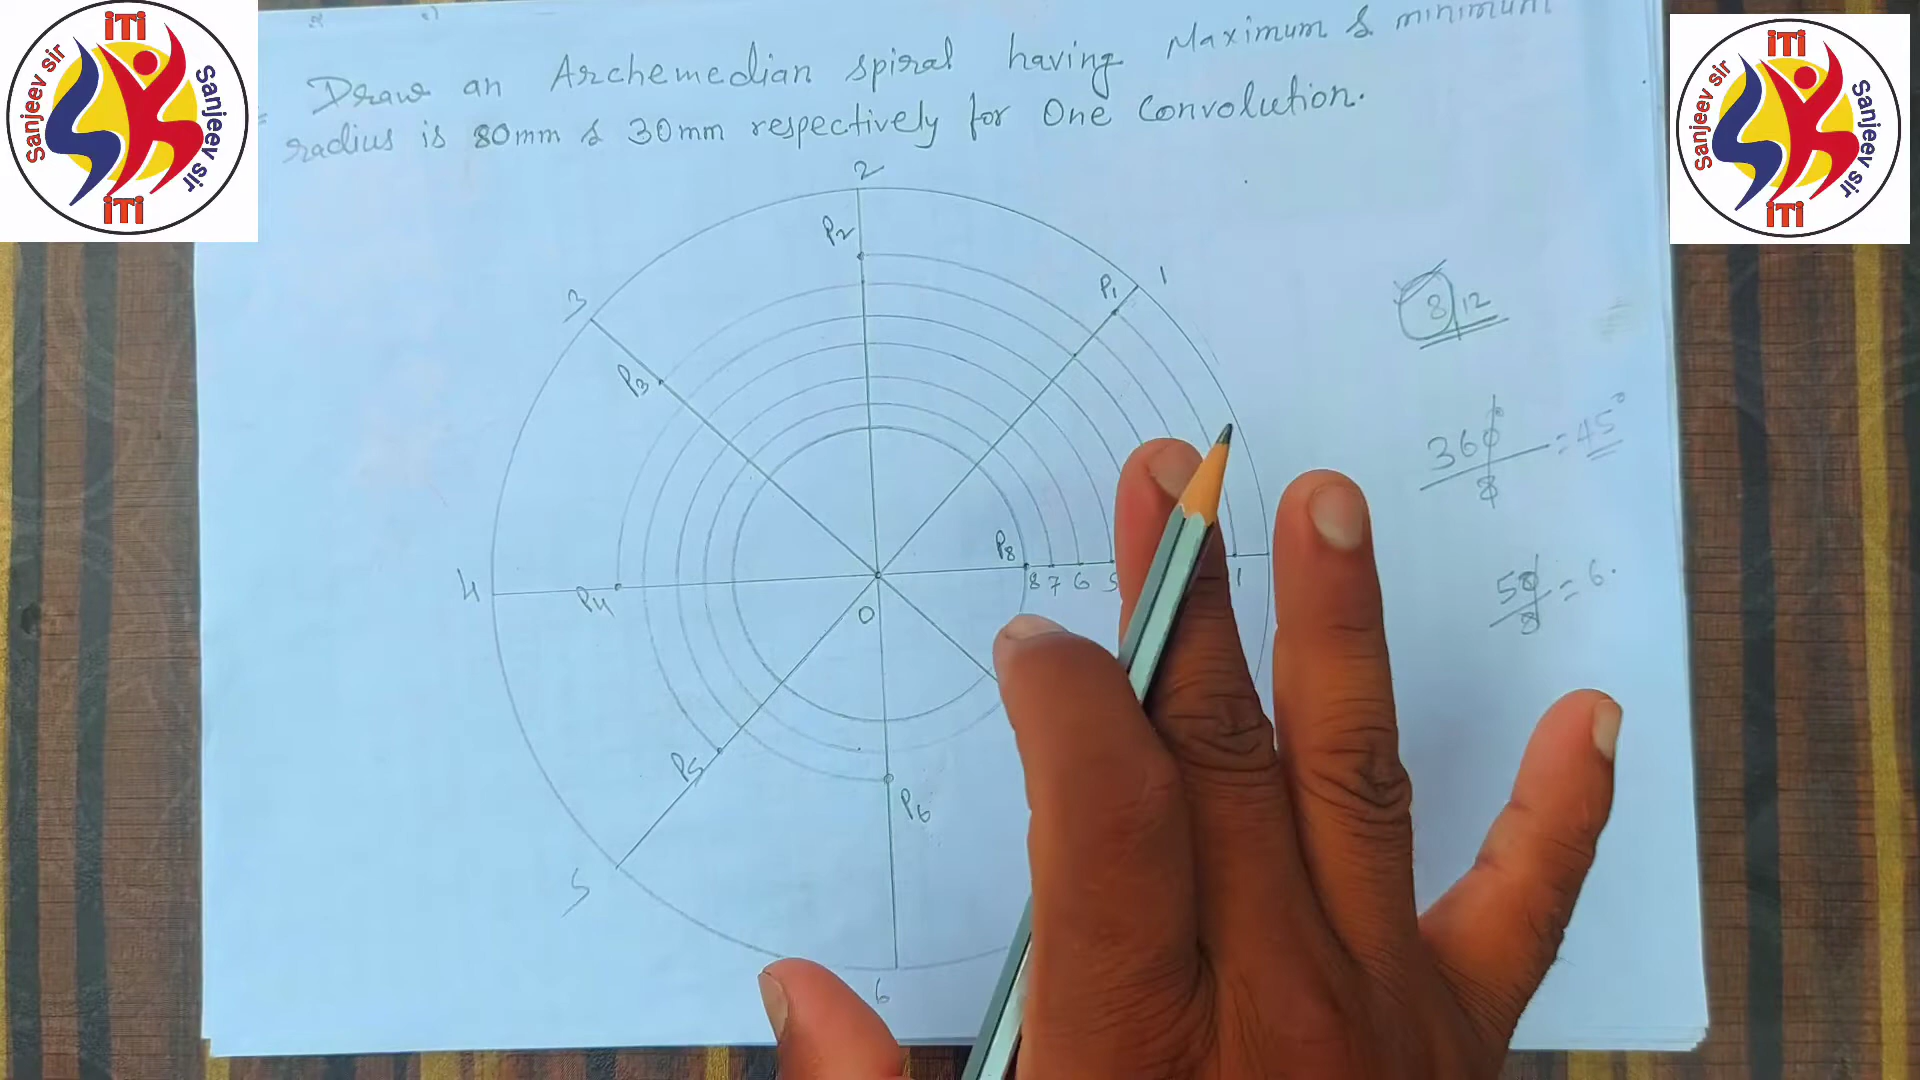 iTi
Sanjeev sir
Sanjeev sir
iTi
iTi
Sanjeev sir
Sanjeev sir
iTi
Draw an Archemedian spiral having Maximum & minimum
radius is 80mm & 30mm respectively for One Convolution.
2
P2
P1 1
3
P3
8 12
360/8 = 45°
50/8 = 6.
P8
8 7 6 5 1
4
P4
O
P5
P6
5
6